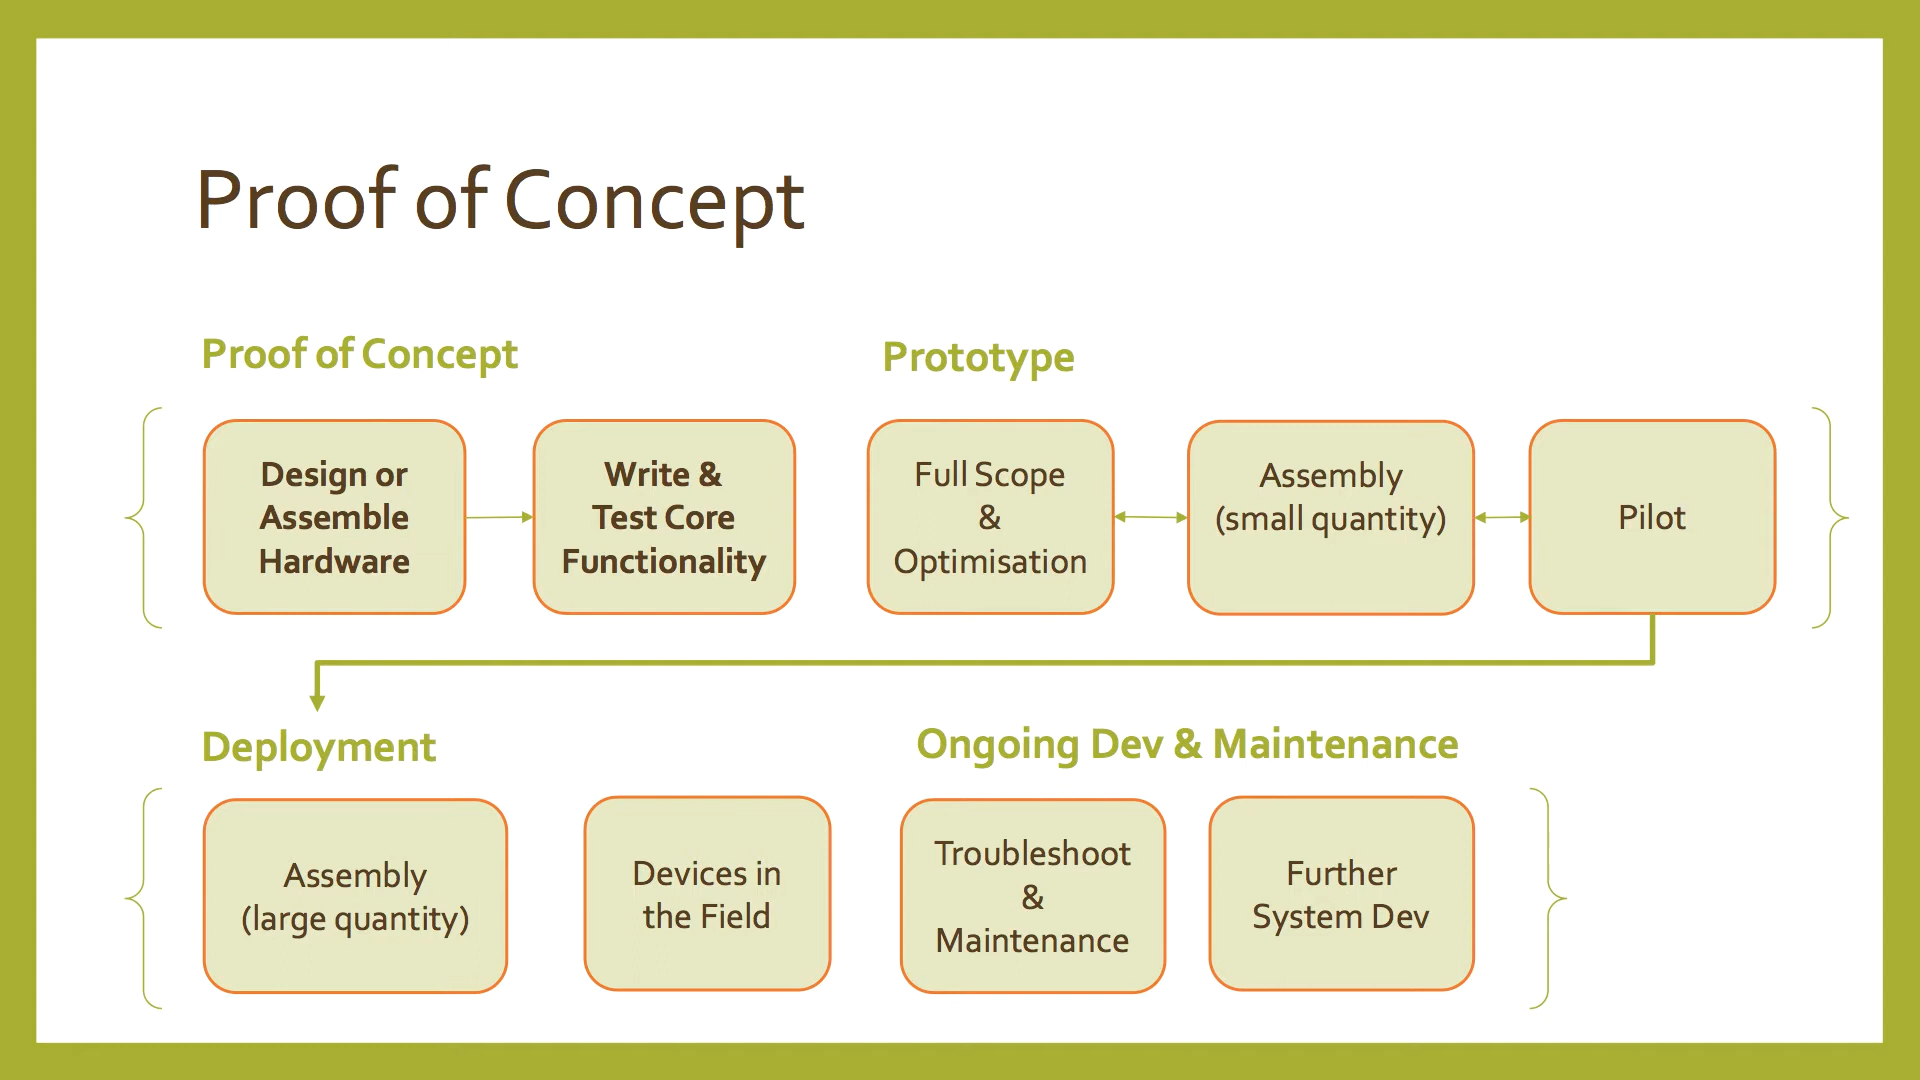 Proof of Concept
Proof of Concept
Prototype
Design or
Assemble
Hardware
Write &
Test Core
Functionality
Full Scope
&
Optimisation
Assembly
(small quantity)
Pilot
Deployment
Ongoing Dev & Maintenance
Assembly
(large quantity)
Devices in
the Field
Troubleshoot
&
Maintenance
Further
System Dev